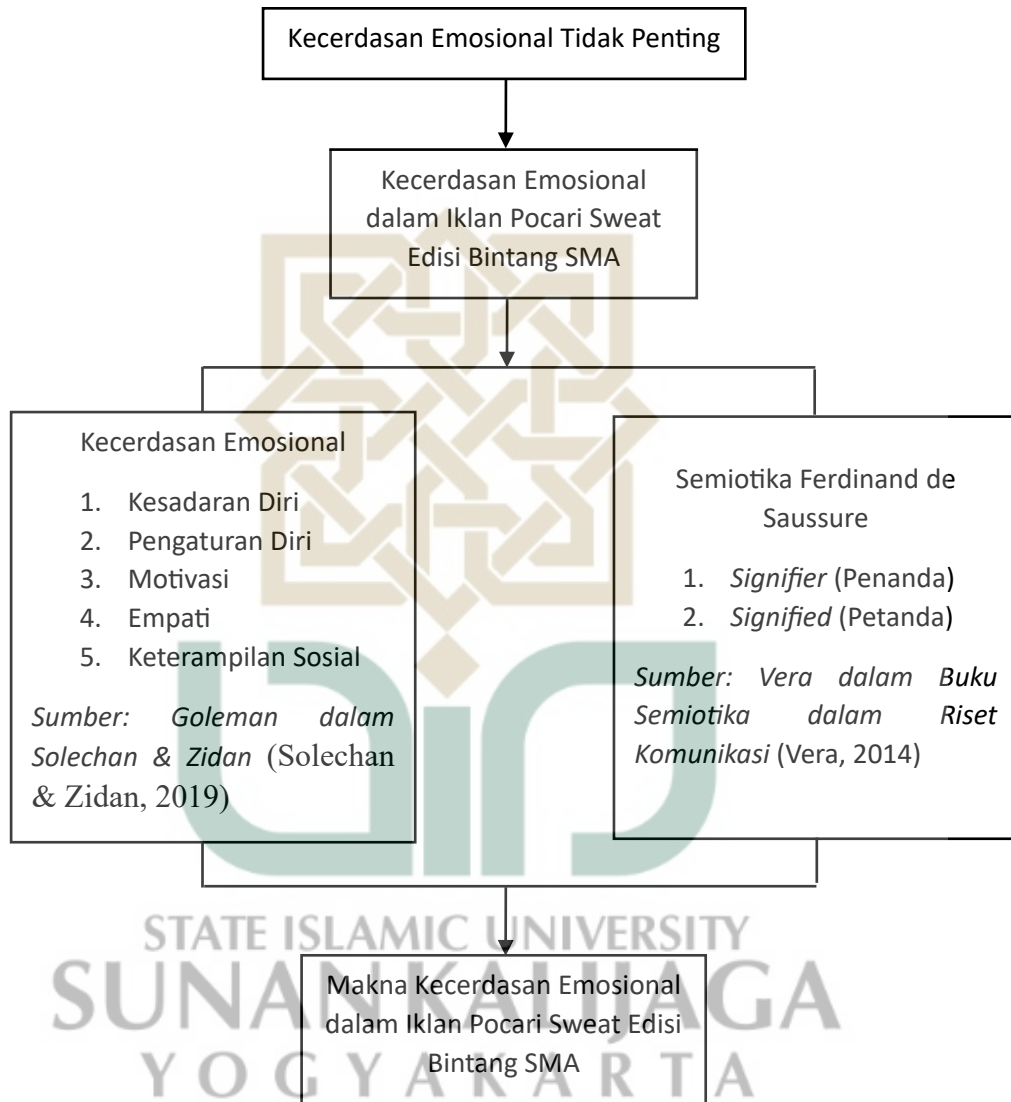 Kecerdasan Emosional Tidak Penting
Kecerdasan Emosional
dalam Iklan Pocari Sweat
Edisi Bintang SMA
Kecerdasan Emosional
1. Kesadaran Diri
2. Pengaturan Diri
3. Motivasi
4. Empati
5. Keterampilan Sosial
Sumber: Goleman dalam
Solechan & Zidan (Solechan
& Zidan, 2019)
Semiotika Ferdinand de
Saussure
1. Signifier (Penanda)
2. Signified (Petanda)
Sumber: Vera dalam Buku
Semiotika dalam Riset
Komunikasi (Vera, 2014)
STATE ISLAMIC UNIVERSITY
SUNAN KALIJAGA
YOGYAKARTA
Makna Kecerdasan Emosional
dalam Iklan Pocari Sweat Edisi
Bintang SMA